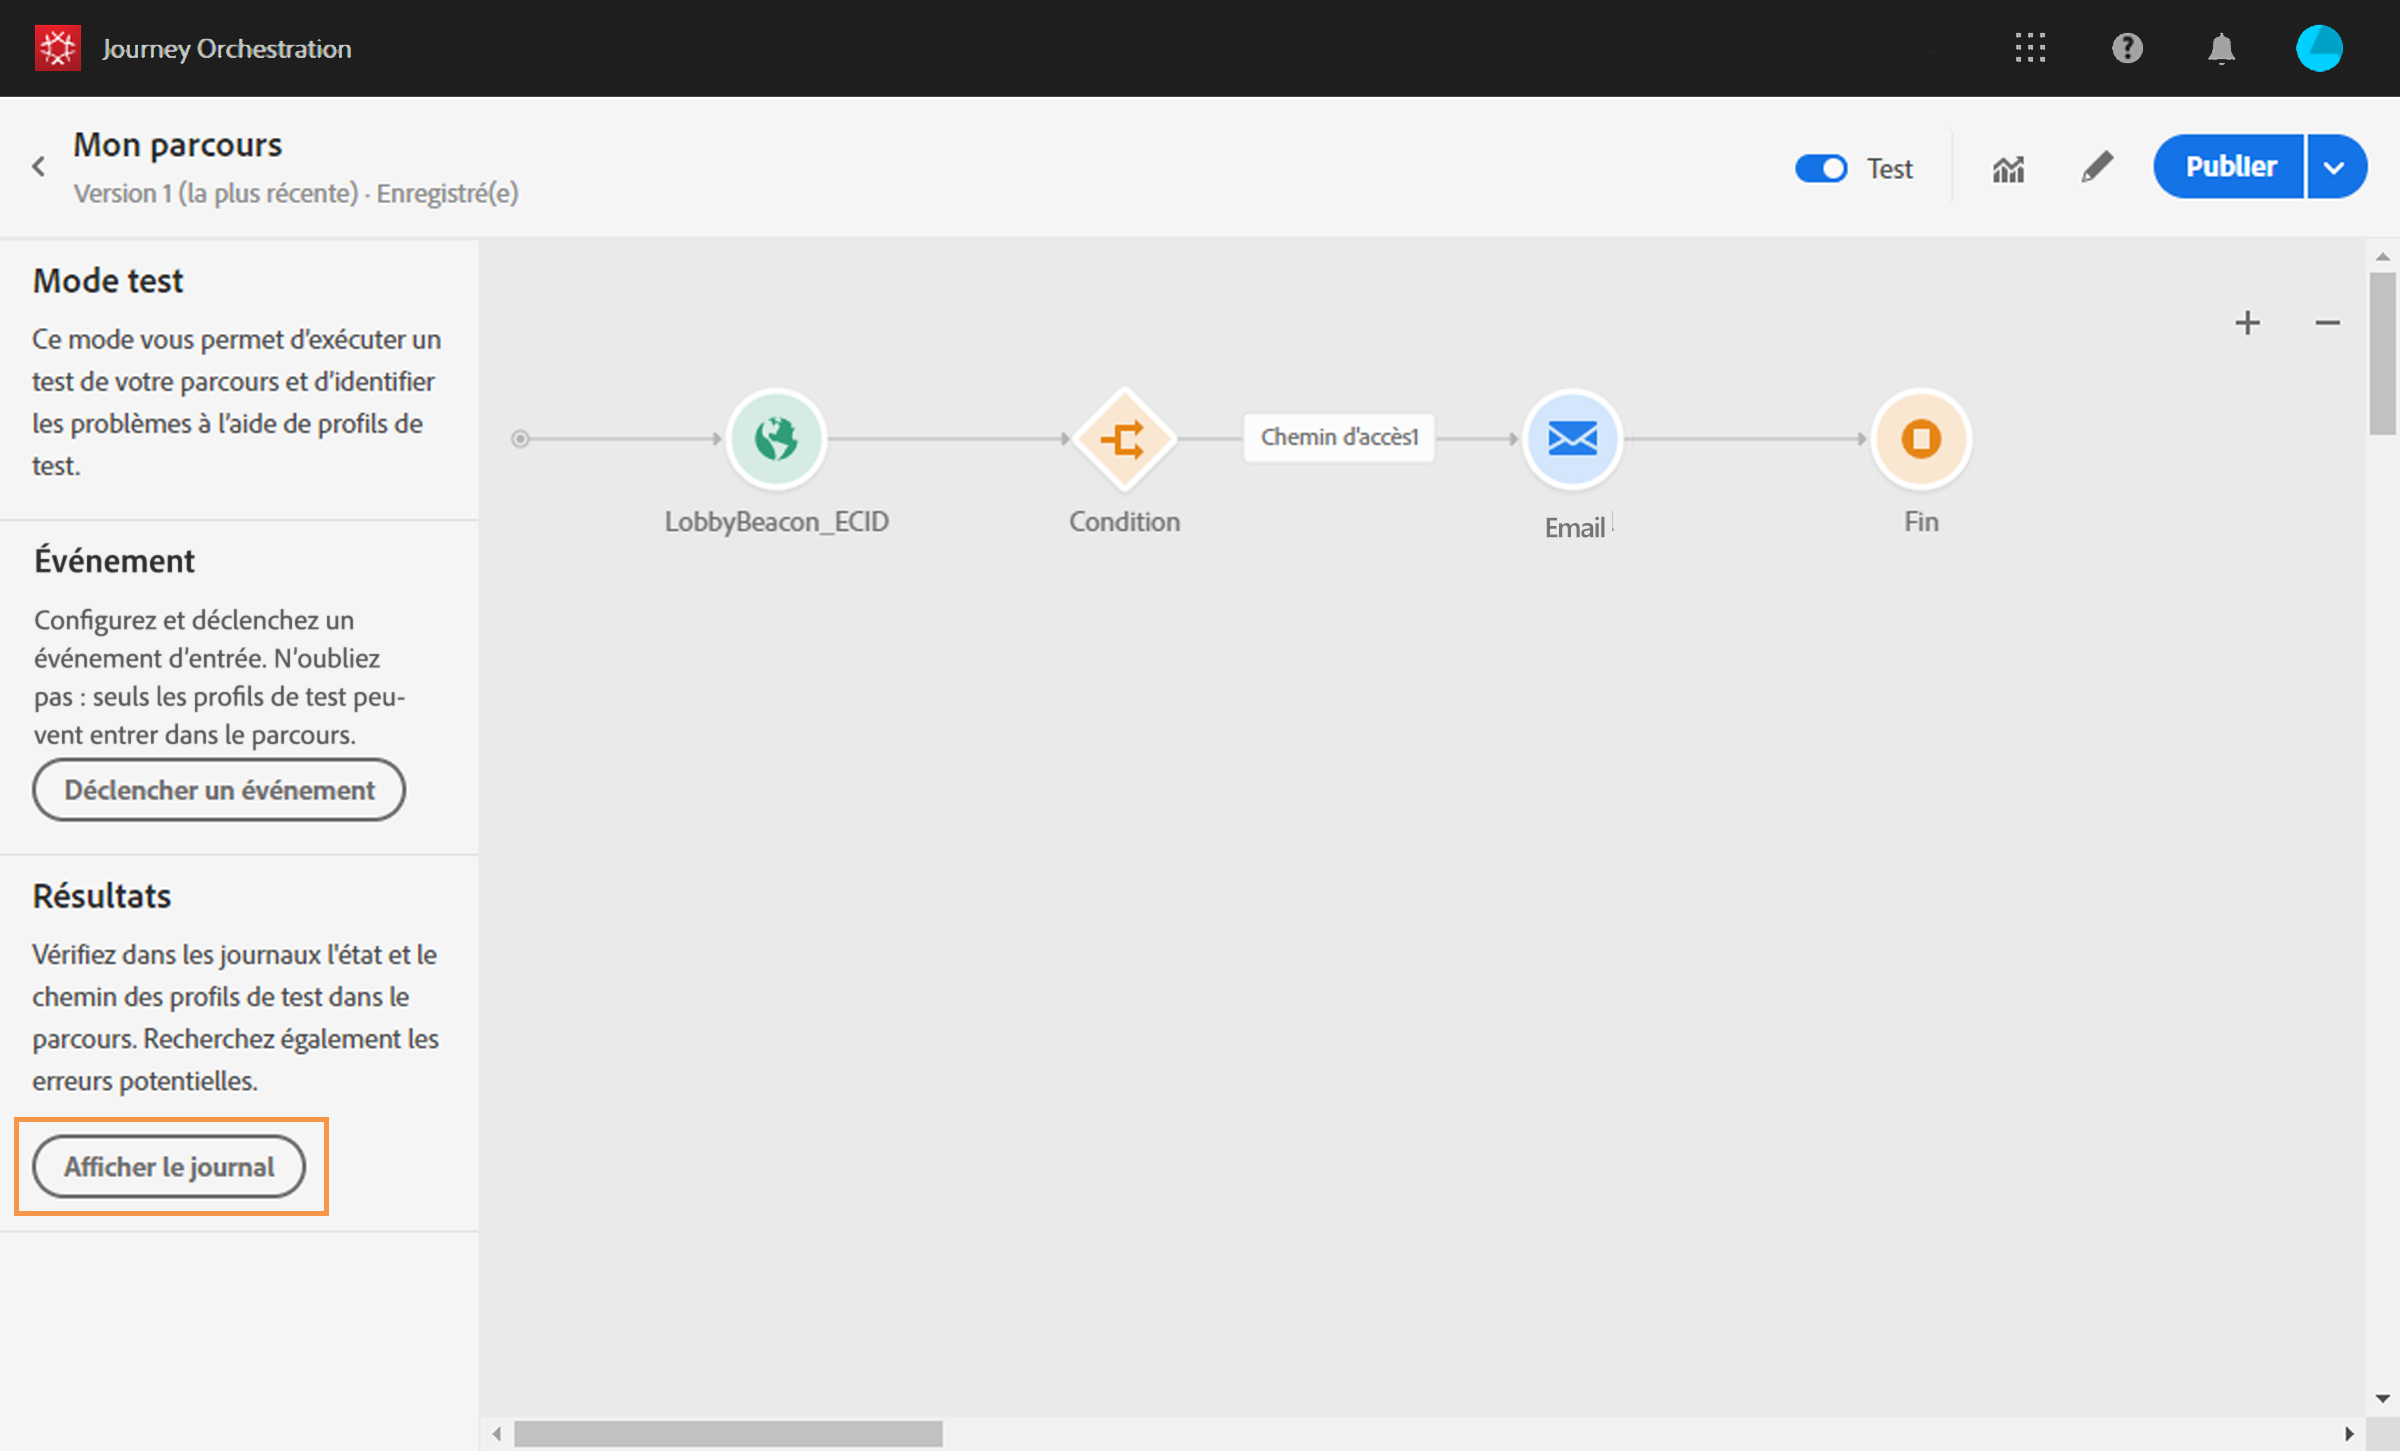 Journey Orchestration
Mon parcours
Version 1 (la plus récente) · Enregistré(e)
Test
Publier
Mode test
Ce mode vous permet d'exécuter un
test de votre parcours et d'identifier
les problèmes à l'aide de profils de
test.
Événement
Configurez et déclenchez un
événement d'entrée. N'oubliez
pas : seuls les profils de test peu-
vent entrer dans le parcours.
Déclencher un événement
Résultats
Vérifiez dans les journaux l'état et le
chemin des profils de test dans le
parcours. Recherchez également les
erreurs potentielles.
Afficher le journal
Chemin d'accès1
LobbyBeacon_ECID
Condition
Email
Fin